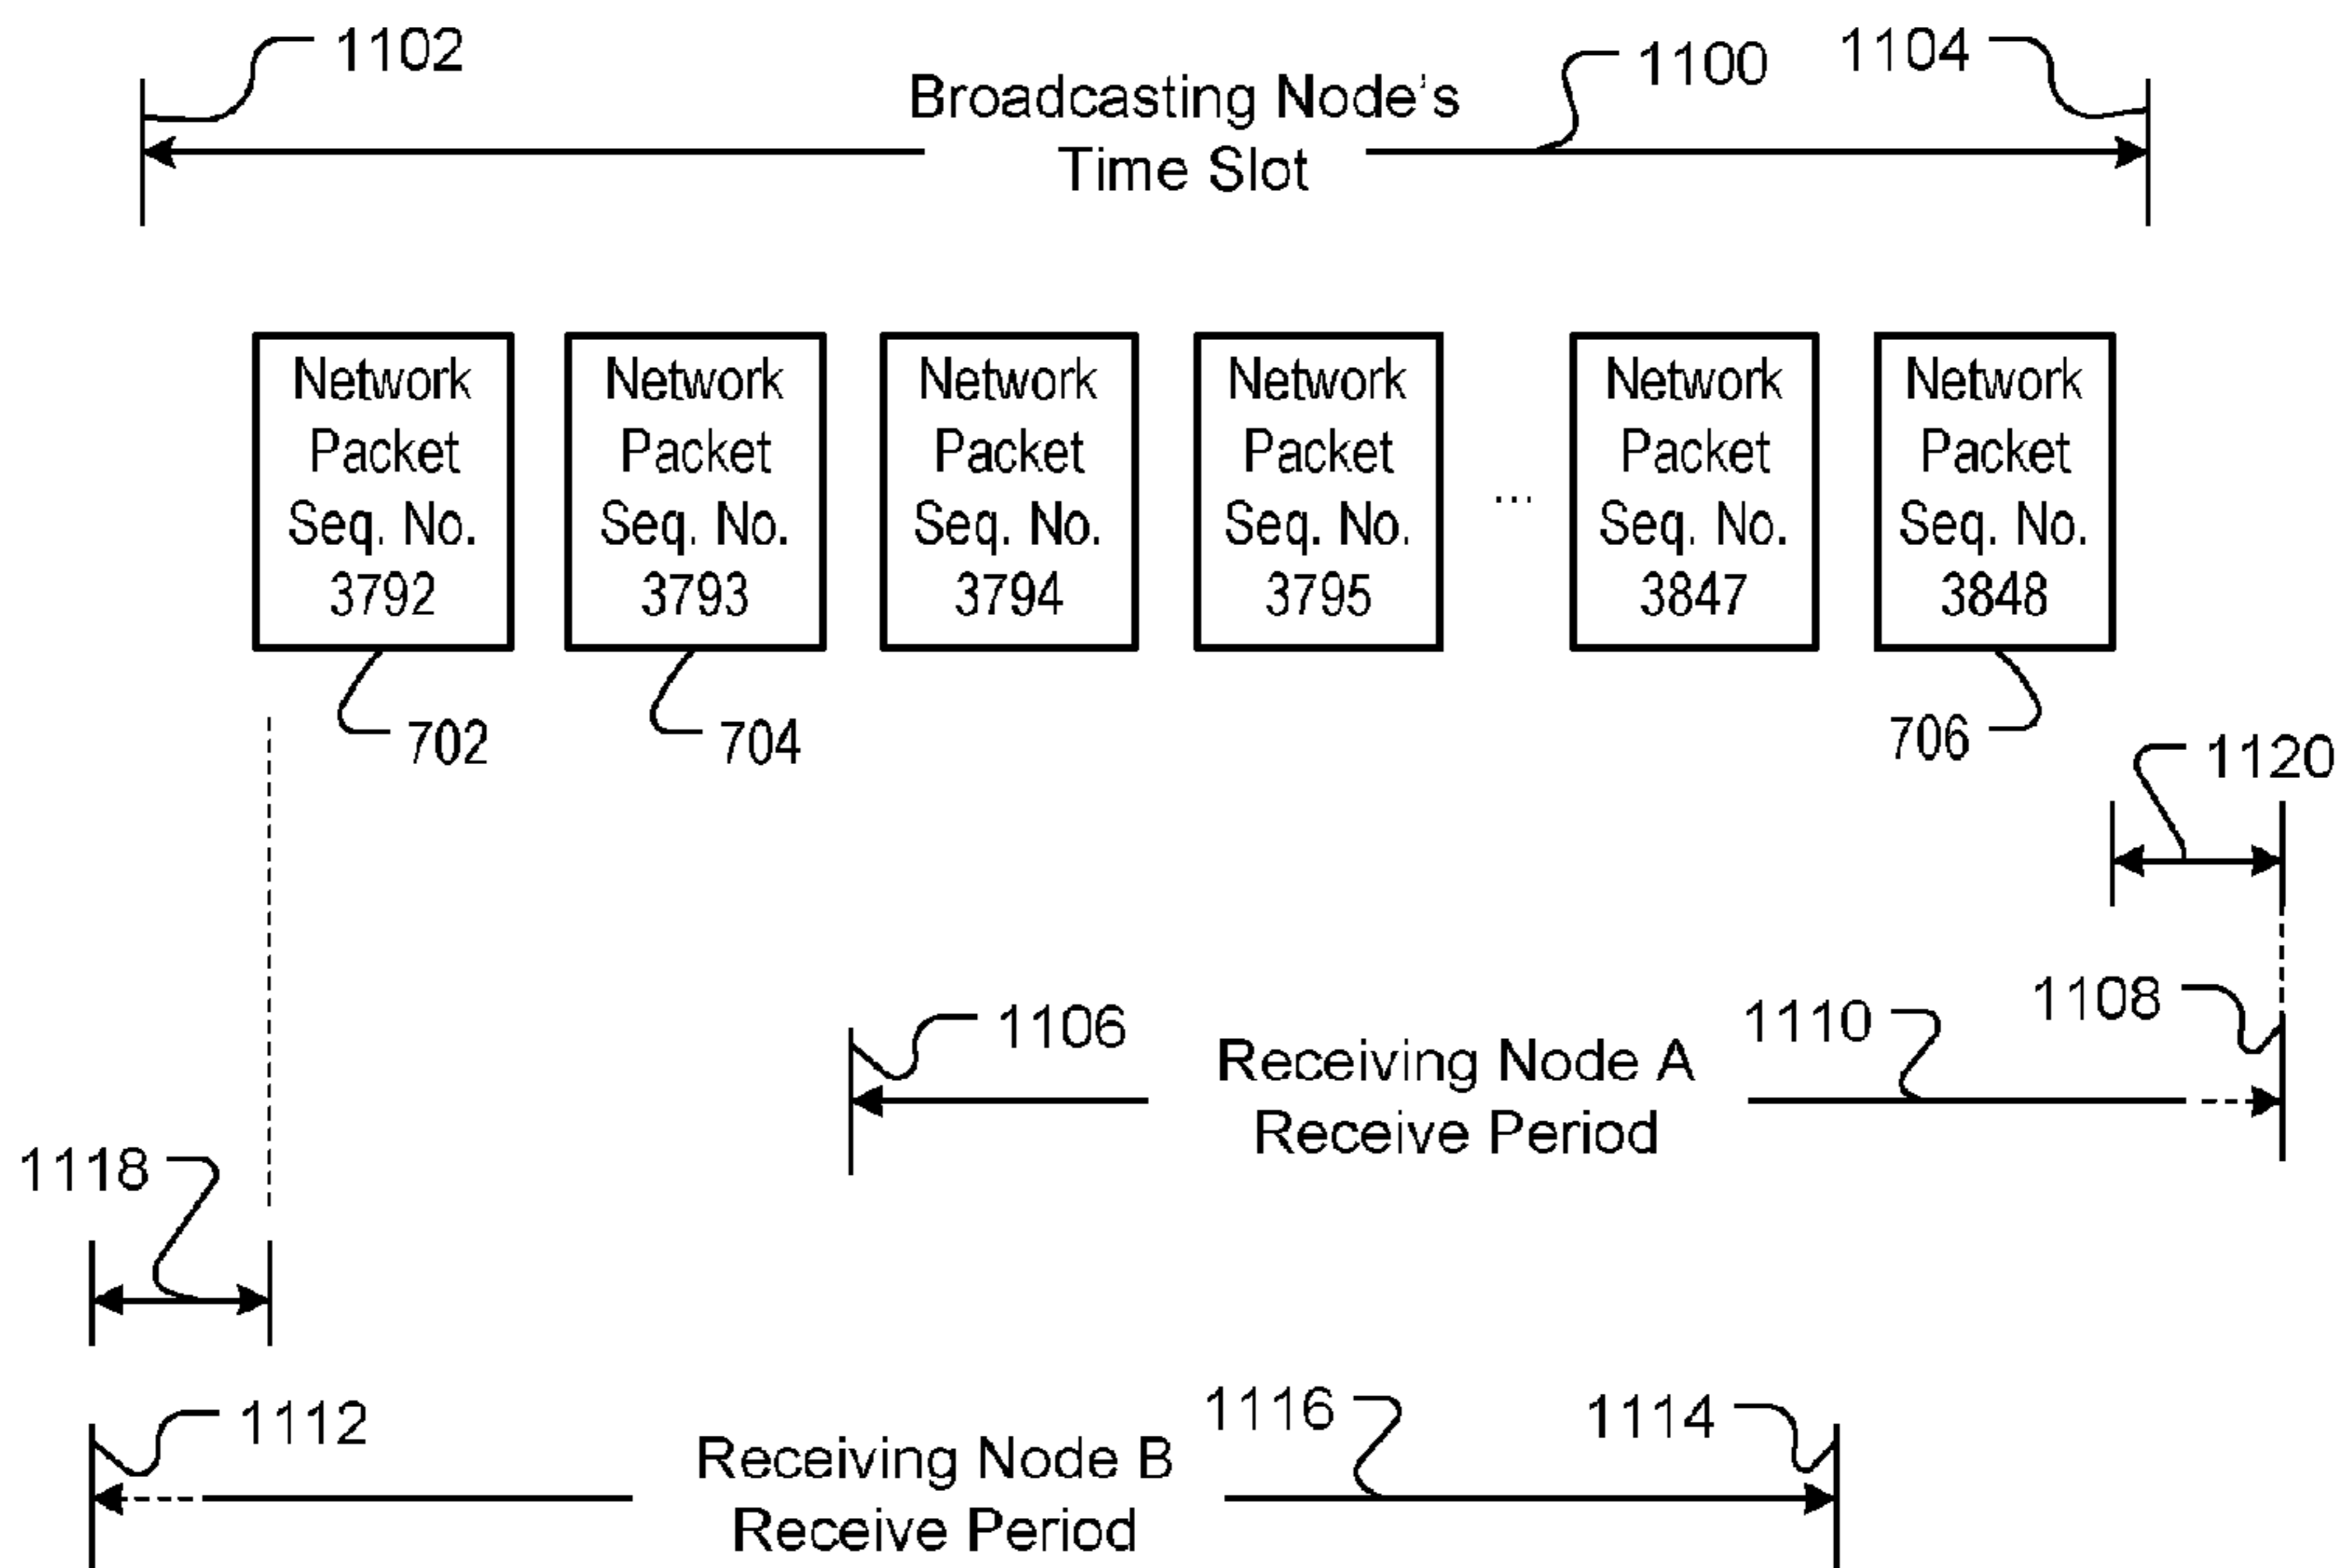 1102
1100
1104
Broadcasting Node's
Time Slot
Network
Packet
Seq. No.
3792
Network
Packet
Seq. No.
3793
Network
Packet
Seq. No.
3794
Network
Packet
Seq. No.
3795
...
Network
Packet
Seq. No.
3847
Network
Packet
Seq. No.
3848
702
704
706
1120
1106
1110
1108
Receiving Node A
Receive Period
1118
1112
1116
1114
Receiving Node B
Receive Period